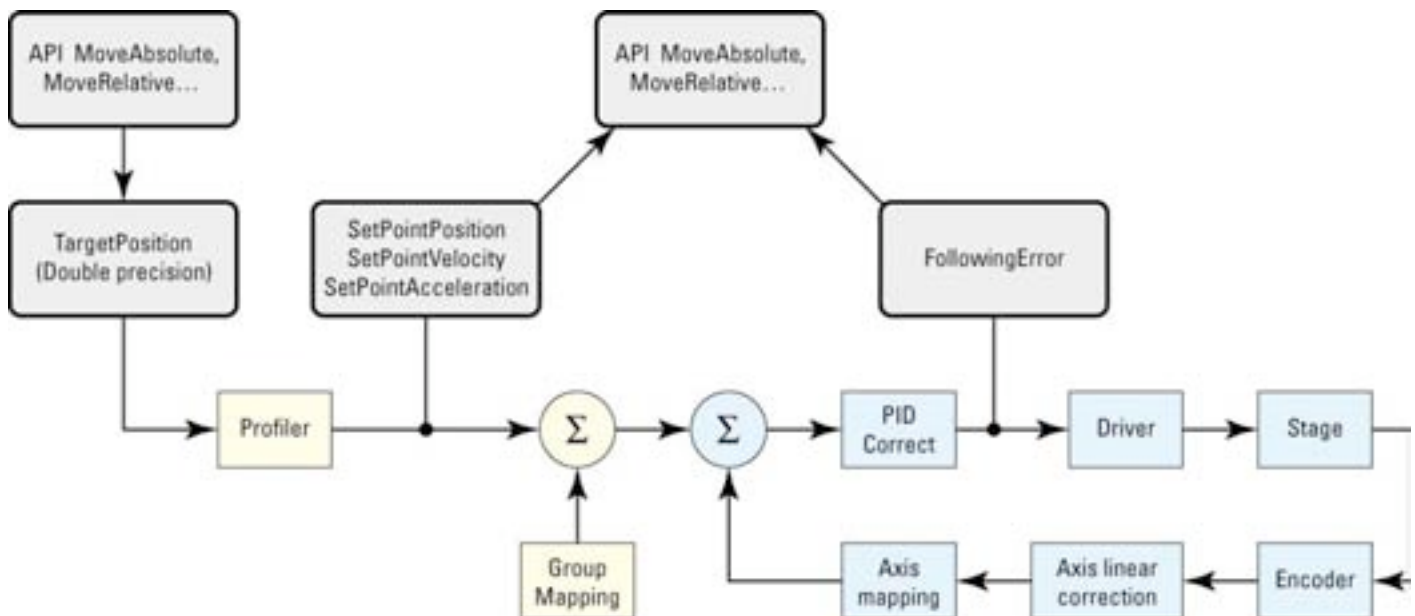 API MoveAbsolute,
MoveRelative…
API MoveAbsolute,
MoveRelative…
TargetPosition
(Double precision)
SetPointPosition
SetPointVelocity
SetPointAcceleration
FollowingError
Profiler
Σ
Σ
PID
Correct
Driver
Stage
Group
Mapping
Axis
mapping
Axis linear
correction
Encoder